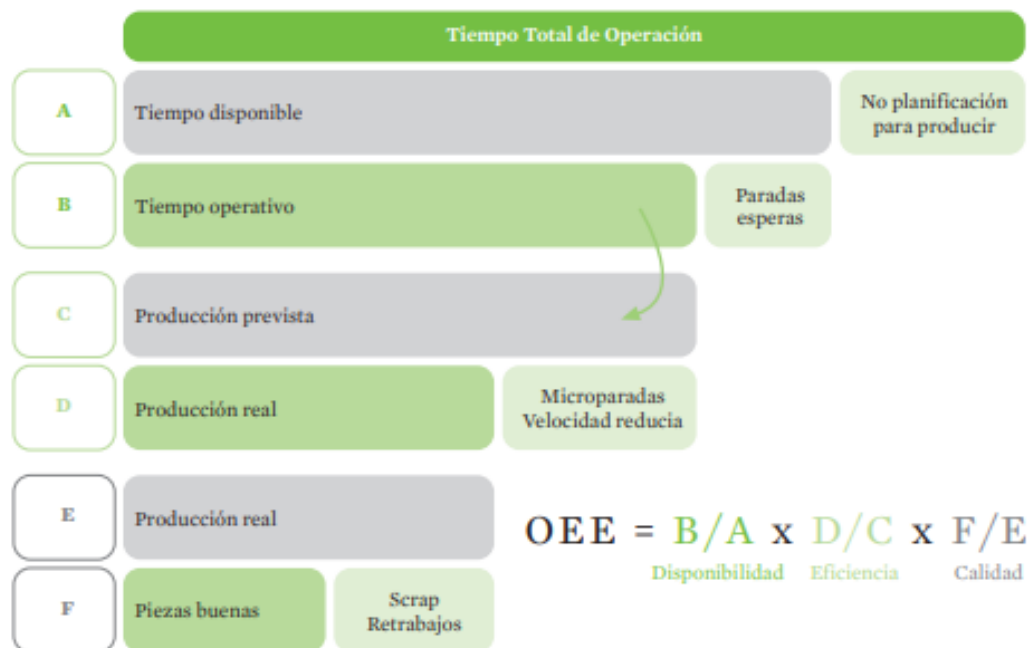 Tiempo Total de Operación
A
Tiempo disponible
No planificación
para producir
B
Tiempo operativo
Paradas
esperas
C
Producción prevista
D
Producción real
Microparadas
Velocidad reducia
E
Producción real
OEE = B/A x D/C x F/E
Disponibilidad Eficiencia Calidad
F
Piezas buenas
Scrap
Retrabajos